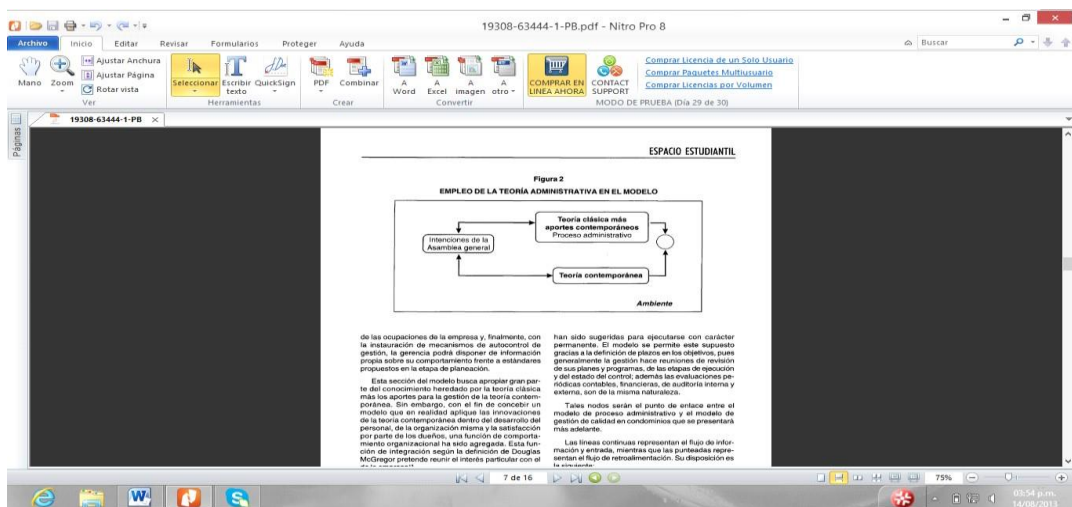 19308-63444-1-PB.pdf - Nitro Pro 8
Archivo Inicio Editar Revisar Formularios Proteger Ayuda Buscar
Mano Zoom Ajustar Anchura
Ajustar Página
Rotar vista
Seleccionar Escribir texto QuickSign PDF Combinar A Word A Excel A imagen A otro COMPRAR EN LINEA AHORA CONTACT SUPPORT
Comprar Licencia de un Solo Usuario
Comprar Paquetes Multiusuario
Comprar Licencias por Volumen
Ver Herramientas Crear Convertir MODO DE PRUEBA (Día 29 de 30)
19308-63444-1-PB
Páginas
ESPACIO ESTUDIANTIL
Figura 2
EMPLEO DE LA TEORÍA ADMINISTRATIVA EN EL MODELO
Teoría clásica más
aportes contemporáneos
Proceso administrativo
Intenciones de la
Asamblea general
Teoría contemporánea
Ambiente
de las ocupaciones de la empresa y, finalmente, con
la instauración de mecanismos de autocontrol de
gestión, la gerencia podrá disponer de información
propia sobre su comportamiento frente a estándares
propuestos en la etapa de planeación.
Esta sección del modelo busca apropiar gran par-
te del conocimiento heredado por la teoría clásica
más los aportes para la gestión de la teoría contem-
poránea. Sin embargo, con el fin de concebir un
modelo que en realidad aplique las innovaciones
de la teoría contemporánea dentro del desarrollo del
personal, de la organización misma y la satisfacción
por parte de los dueños, una función de comporta-
miento organizacional ha sido agregada. Esta fun-
ción de integración según la definición de Douglas
McGregor pretende reunir el interés particular con el
de la empresa
han sido sugeridas para ejecutarse con carácter
permanente. El modelo se permite este supuesto
gracias a la definición de plazos en los objetivos, pues
generalmente la gestión hace reuniones de revisión
de sus planes y programas, de las etapas de ejecución
y del estado del control; además las evaluaciones pe-
riódicas contables, financieras, de auditoría interna y
externa, son de la misma naturaleza.
Tales nodos serán el punto de enlace entre el
modelo de proceso administrativo y el modelo de
gestión de calidad en condominios que se presentará
más adelante.
Las líneas continuas representan el flujo de infor-
mación y entrada, mientras que las punteadas repre-
sentan el flujo de retroalimentación. Su disposición es
la siguiente:
7 de 16 75%
03:54 p.m.
14/08/2013